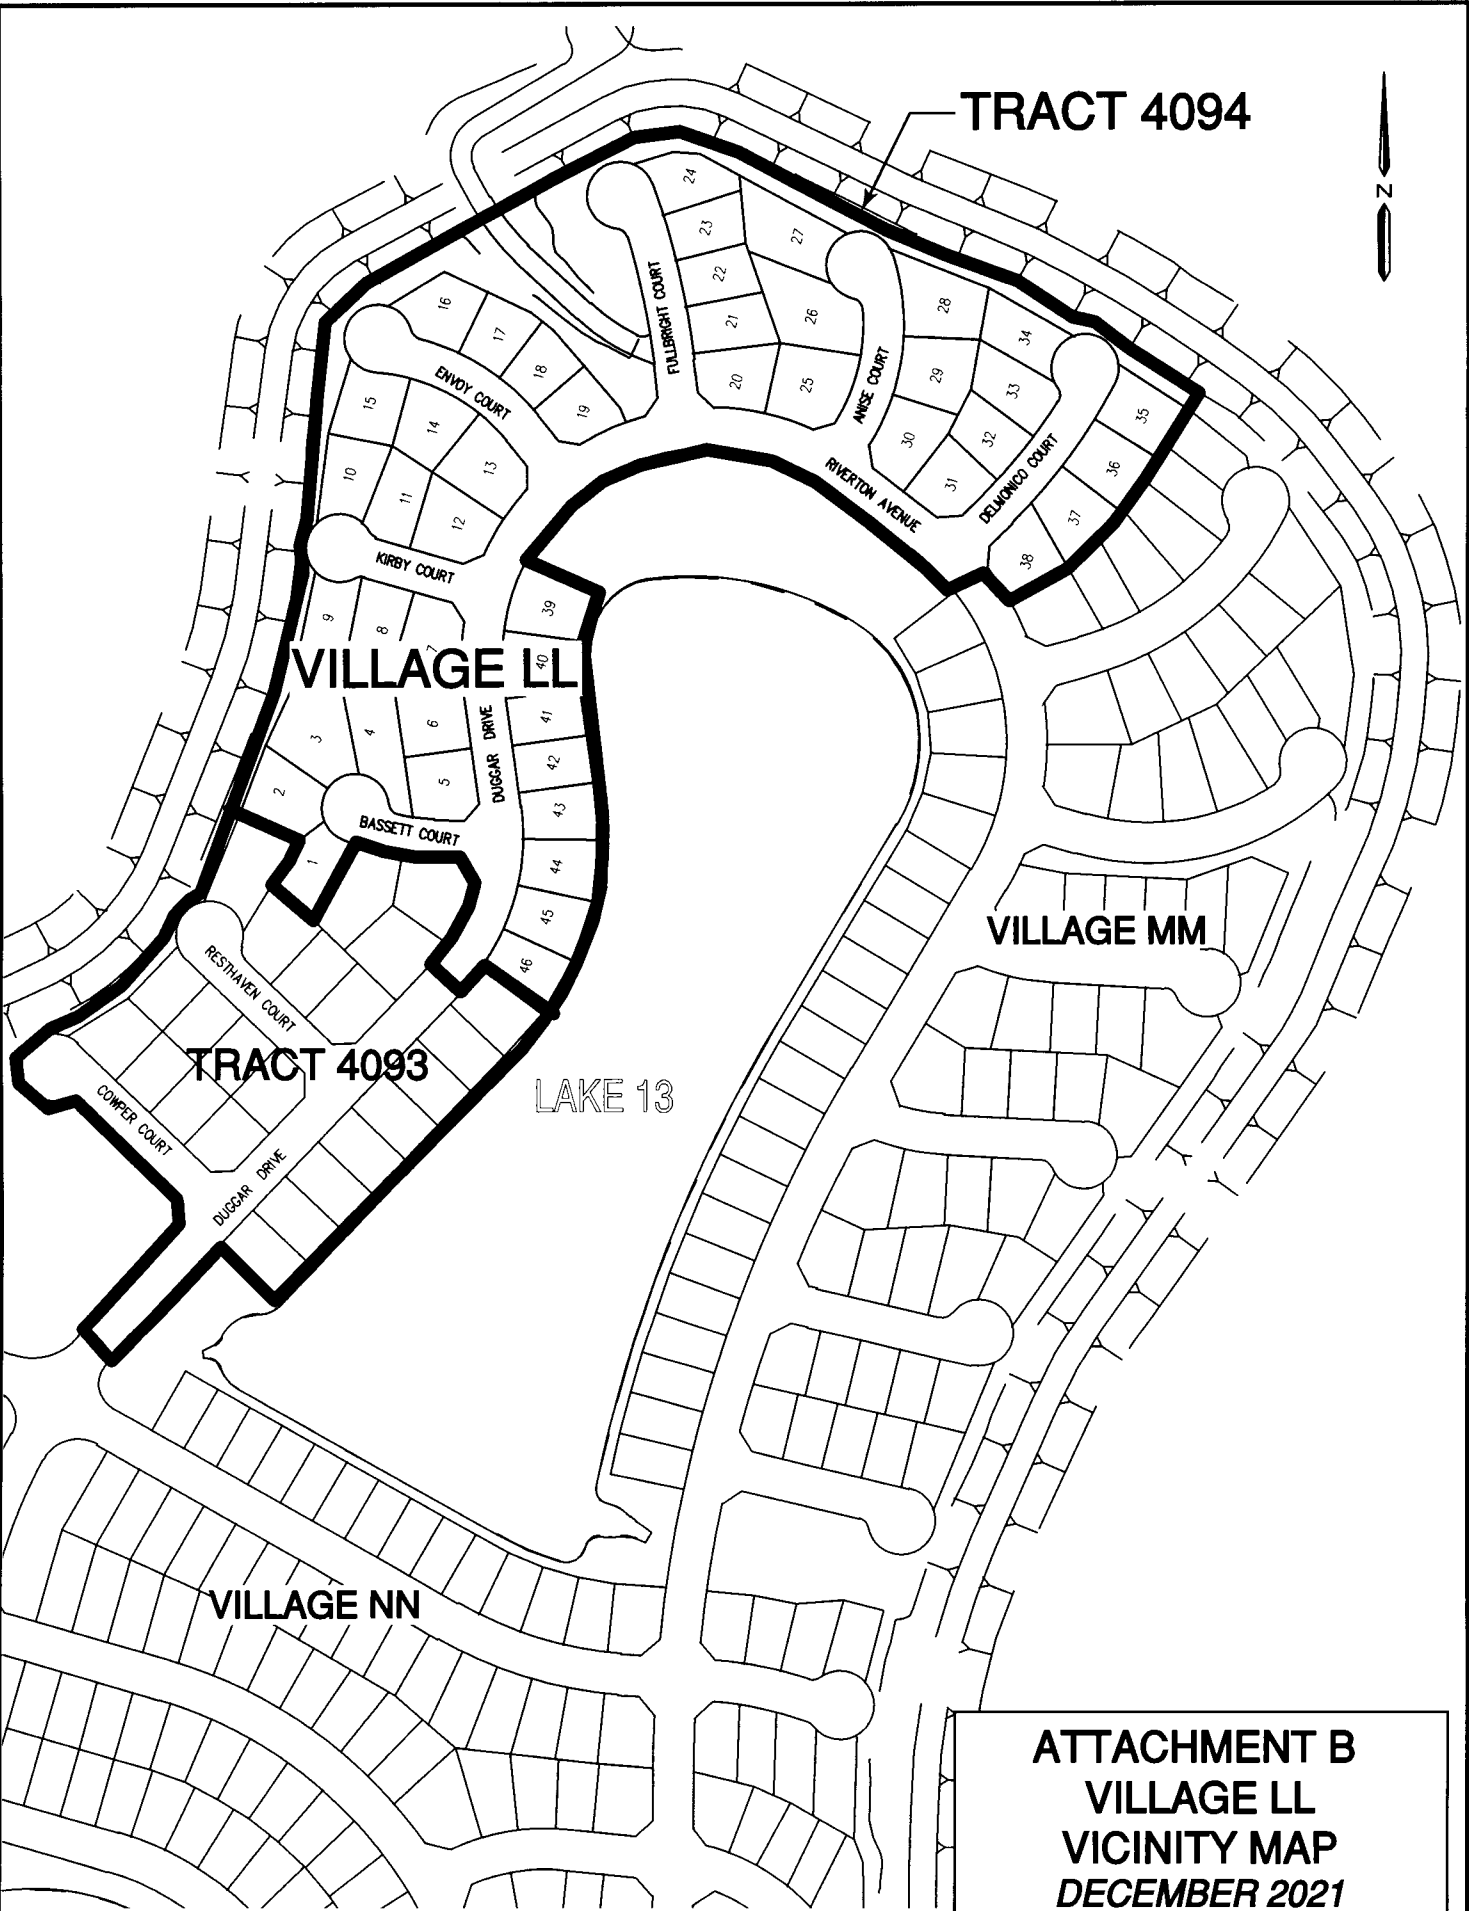 TRACT 4094
N
24
23
22
21
20
27
26
25
FULLBRIGHT COURT
ANISE COURT
28
29
30
34
33
32
31
35
36
37
38
DELMONICO COURT
RIVERTON AVENUE
16
17
18
19
ENVOY COURT
15
14
13
10
11
12
KIRBY COURT
9
8
7
39
40
VILLAGE LL
41
42
43
44
45
46
3
4
6
5
2
1
DUGGAR DRIVE
BASSETT COURT
RESTHAVEN COURT
TRACT 4093
COWPER COURT
DUGGAR DRIVE
LAKE 13
VILLAGE MM
VILLAGE NN
ATTACHMENT B
VILLAGE LL
VICINITY MAP
DECEMBER 2021